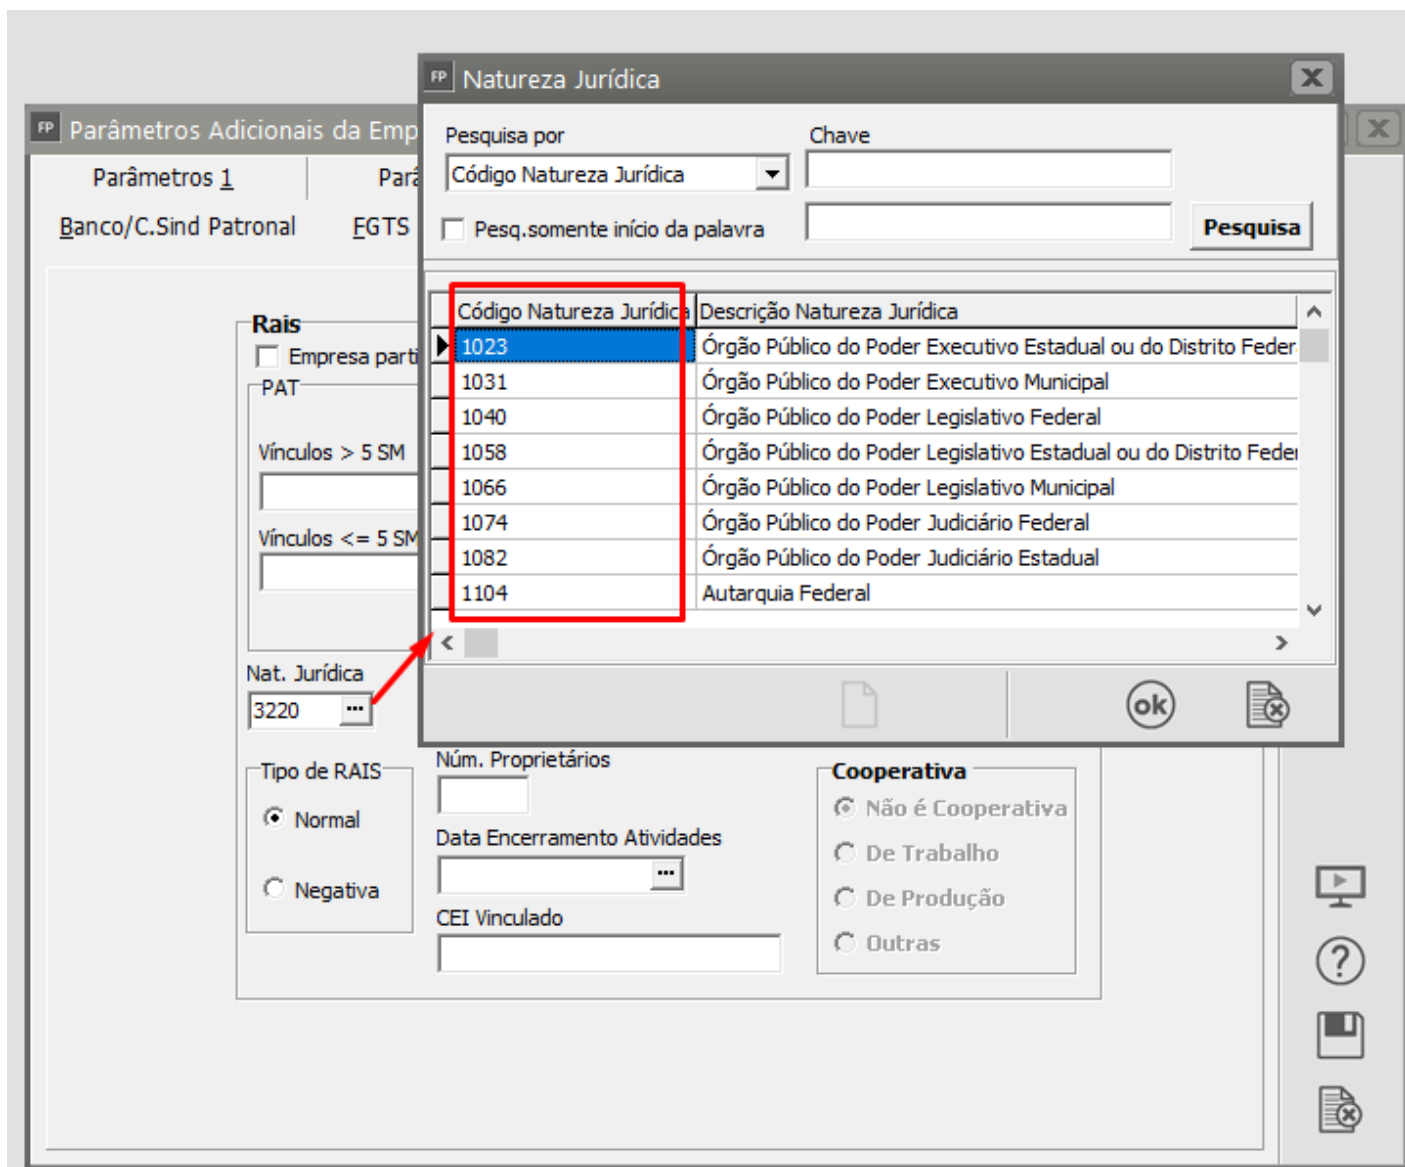 FP Natureza Jurídica
FP Parâmetros Adicionais da Emp
Pesquisa por
Chave
Parâmetros 1
Pará
Código Natureza Jurídica
Banco/C.Sind Patronal
FGTS
Pesq.somente início da palavra
Pesquisa
Código Natureza Jurídica Descrição Natureza Jurídica
1023 Órgão Público do Poder Executivo Estadual ou do Distrito Feder
1031 Órgão Público do Poder Executivo Municipal
1040 Órgão Público do Poder Legislativo Federal
1058 Órgão Público do Poder Legislativo Estadual ou do Distrito Feder
1066 Órgão Público do Poder Legislativo Municipal
1074 Órgão Público do Poder Judiciário Federal
1082 Órgão Público do Poder Judiciário Estadual
1104 Autarquia Federal
Rais
Empresa parti
PAT
Vínculos > 5 SM
Vínculos <= 5 SM
Nat. Jurídica
3220 ...
ok
Tipo de RAIS
Normal
Negativa
Núm. Proprietários
Data Encerramento Atividades
...
CEI Vinculado
Cooperativa
Não é Cooperativa
De Trabalho
De Produção
Outras